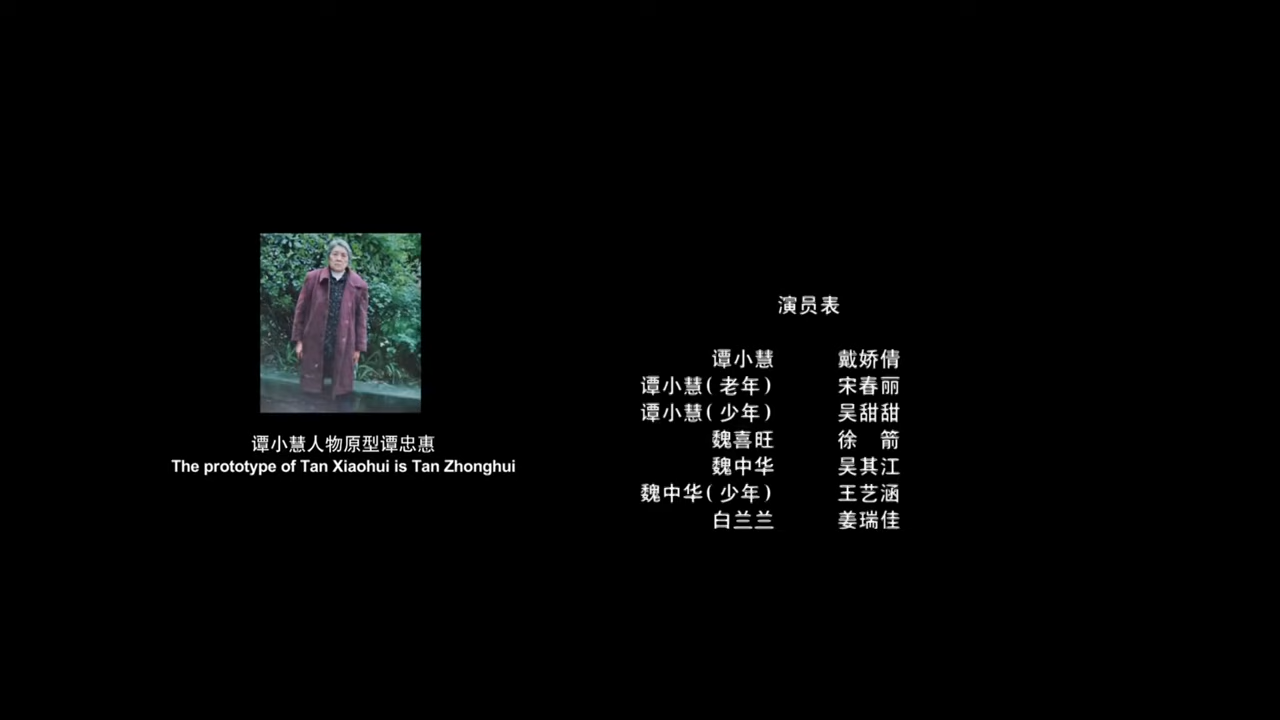 谭小慧人物原型谭忠惠
The prototype of Tan Xiaohui is Tan Zhonghui
演员表
谭小慧 戴娇倩
谭小慧(老年) 宋春丽
谭小慧(少年) 吴甜甜
魏喜旺 徐 箭
魏中华 吴其江
魏中华(少年) 王艺涵
白兰兰 姜瑞佳